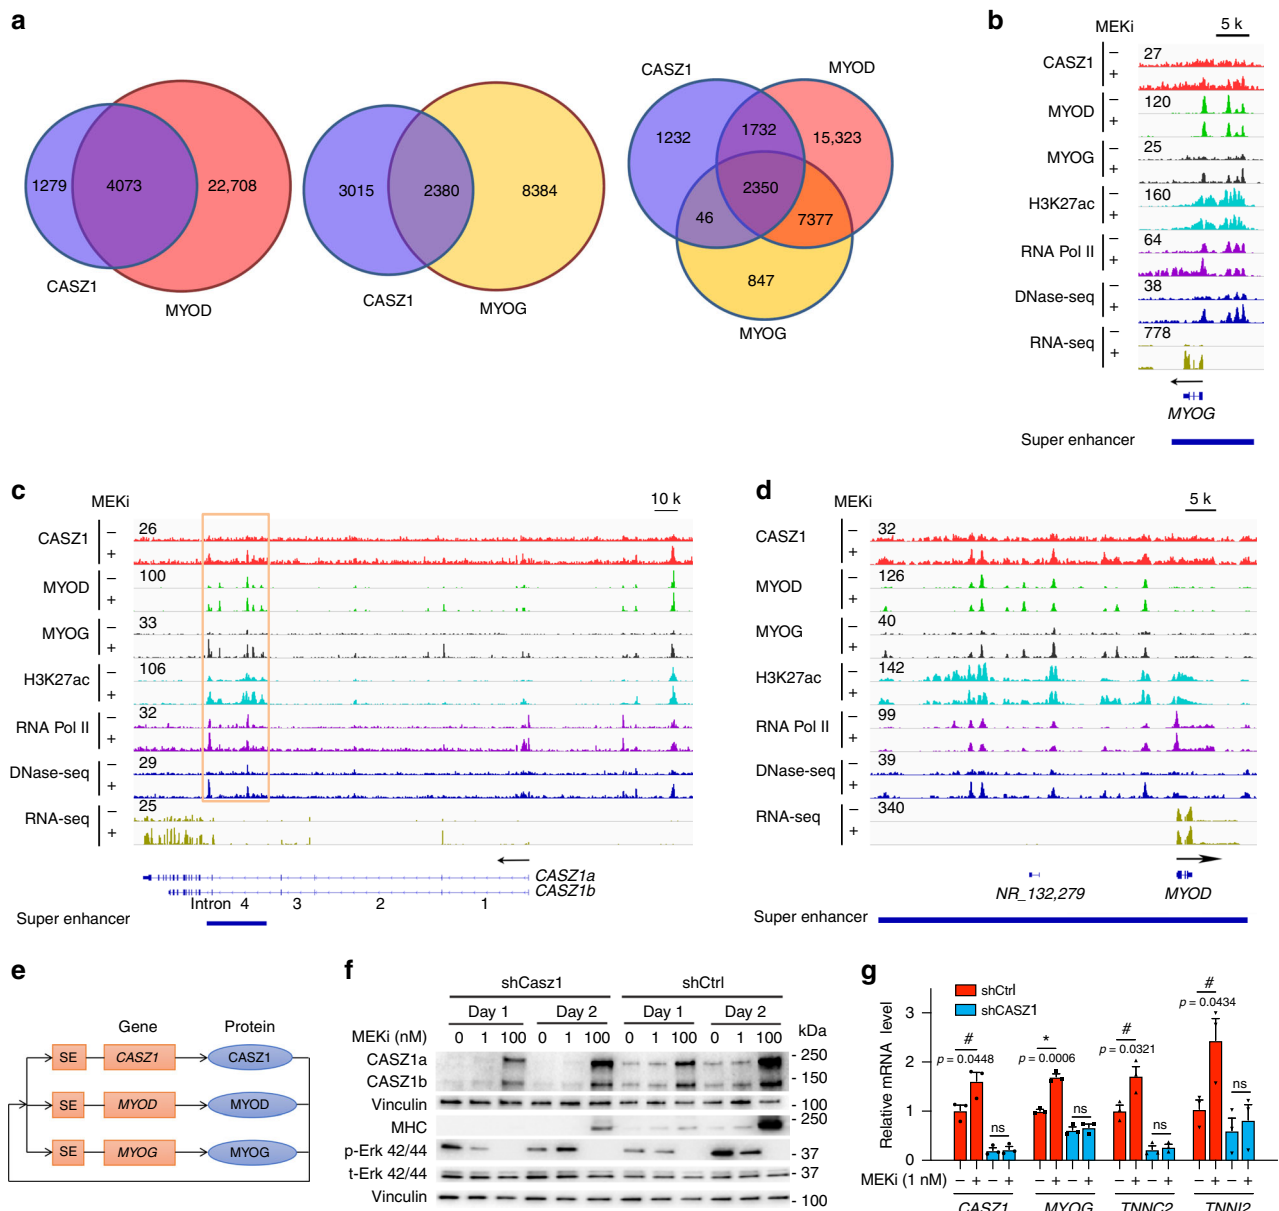 a
CASZ1
MYOD
1279
4073
22,708
CASZ1
MYOD
3015
2380
8384
CASZ1
MYOG
1232
1732
15,323
2350
46
7377
847
MYOG
b
MEKi
5 k
CASZ1
– 27
+
MYOD
– 120
+
MYOG
– 25
+
H3K27ac
– 160
+
RNA Pol II
– 64
+
DNase-seq
– 38
+
RNA-seq
– 778
+
MYOG
Super enhancer
c
MEKi
10 k
CASZ1
– 26
+
MYOD
– 100
+
MYOG
– 33
+
H3K27ac
– 106
+
RNA Pol II
– 32
+
DNase-seq
– 29
+
RNA-seq
– 25
+
CASZ1a
CASZ1b
Intron 4 3 2 1
Super enhancer
d
MEKi
5 k
CASZ1
– 32
+
MYOD
– 126
+
MYOG
– 40
+
H3K27ac
– 142
+
RNA Pol II
– 99
+
DNase-seq
– 39
+
RNA-seq
– 340
+
NR_132,279 MYOD
Super enhancer
e
Gene Protein
SE CASZ1 CASZ1
SE MYOD MYOD
SE MYOG MYOG
f
shCasz1 shCtrl
Day 1 Day 2 Day 1 Day 2
MEKi (nM) 0 1 100 0 1 100 0 1 100 0 1 100 kDa
CASZ1a - 250
CASZ1b - 150
Vinculin - 100
MHC - 250
p-Erk 42/44 - 37
t-Erk 42/44 - 37
Vinculin - 100
g
shCtrl
shCASZ1
Relative mRNA level
3
2
1
0
#
p = 0.0448
ns
*
p = 0.0006
ns
#
p = 0.0321
ns
#
p = 0.0434
ns
MEKi (1 nM) – + – + – + – + – + – + – + – +
CASZ1 MYOG TNNC2 TNNI2